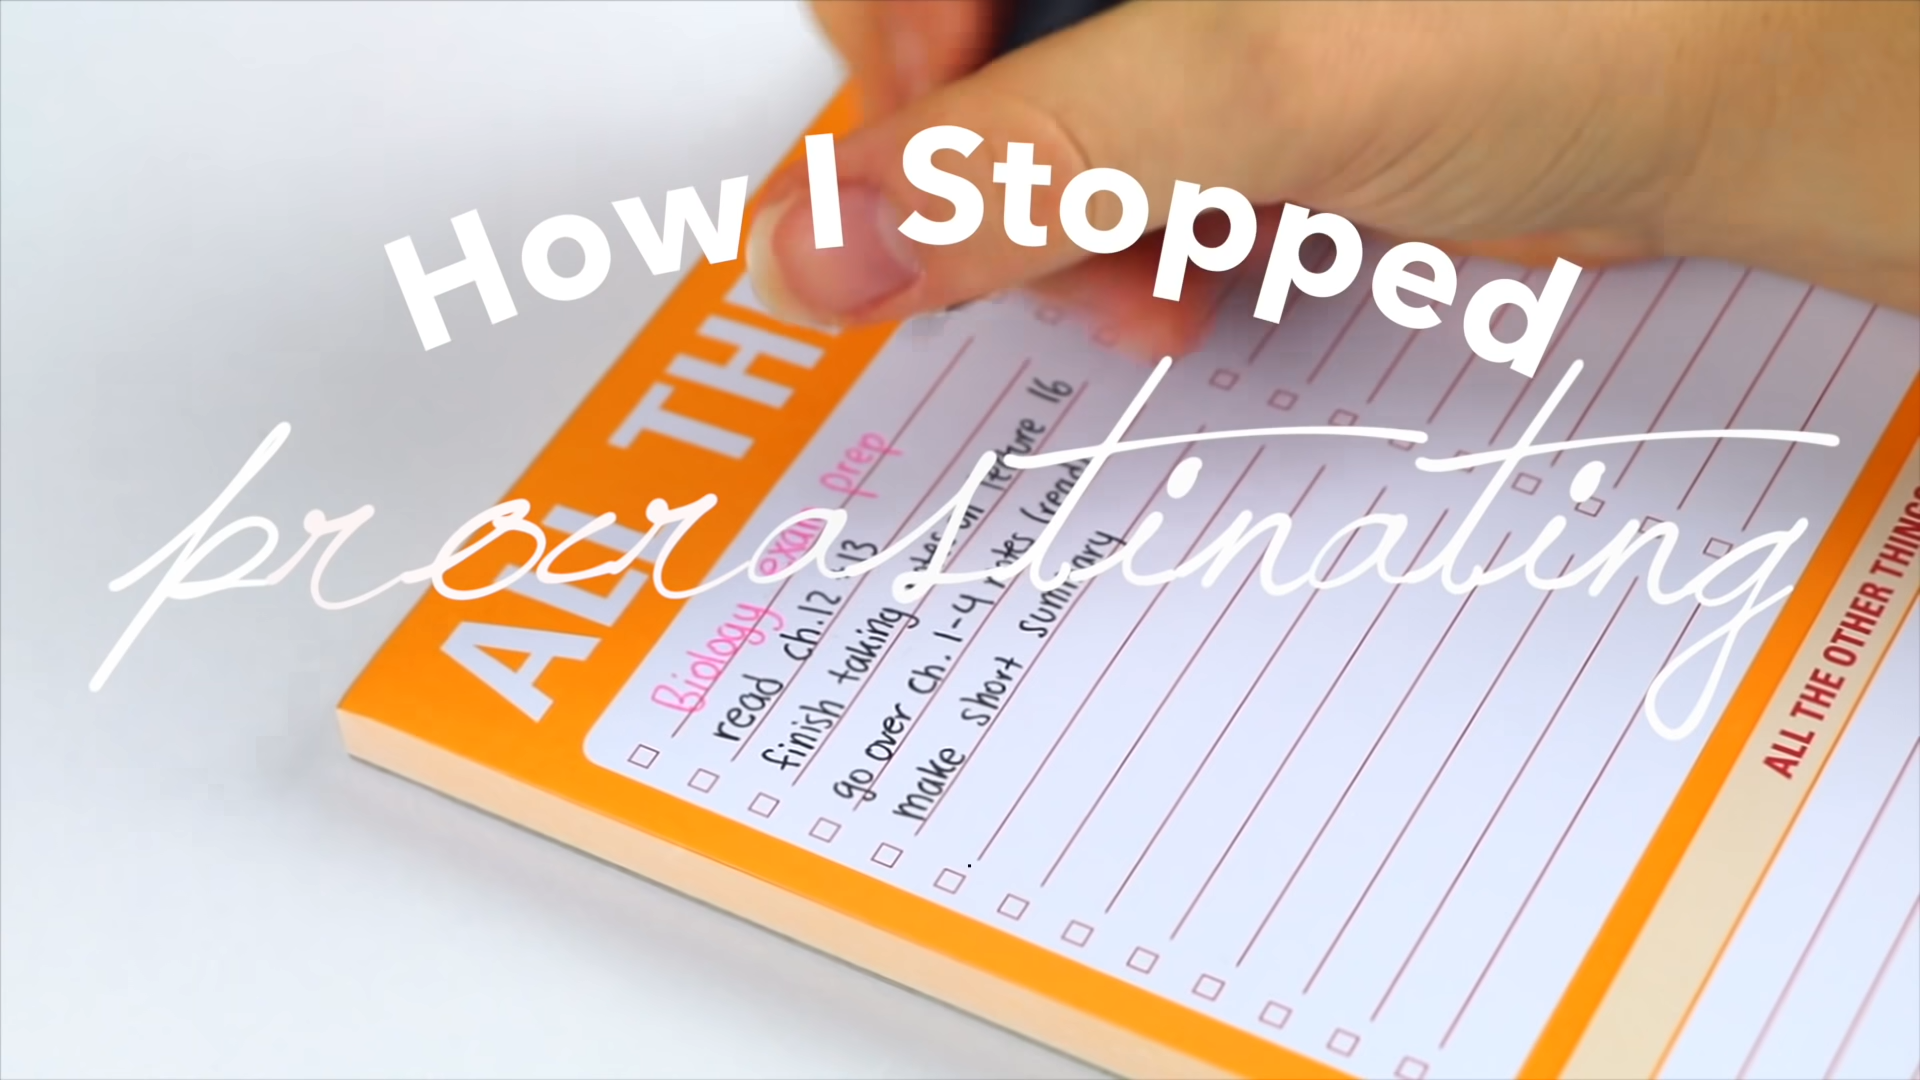 How I Stopped
procrastinating
ALL TH
Biology exam prep
read ch.12 &13
finish taking notes on lecture 16
go over ch. 1-4 notes (read)
make short summary
ALL THE OTHER THINGS